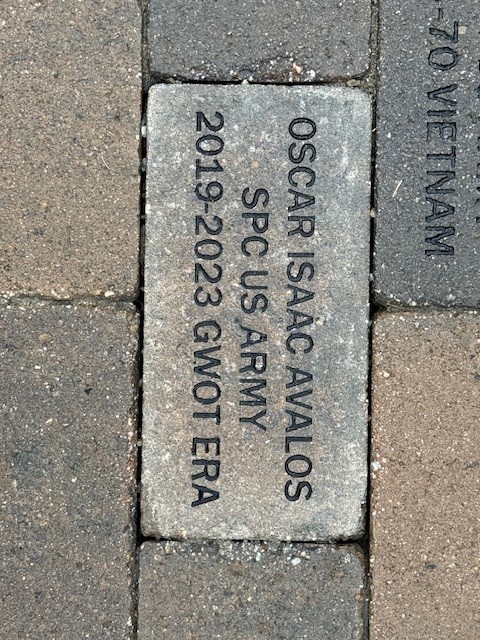 OSCAR ISAAC AVALOS
SPC US ARMY
2019-2023 GWOT ERA
-70 VIETNAM